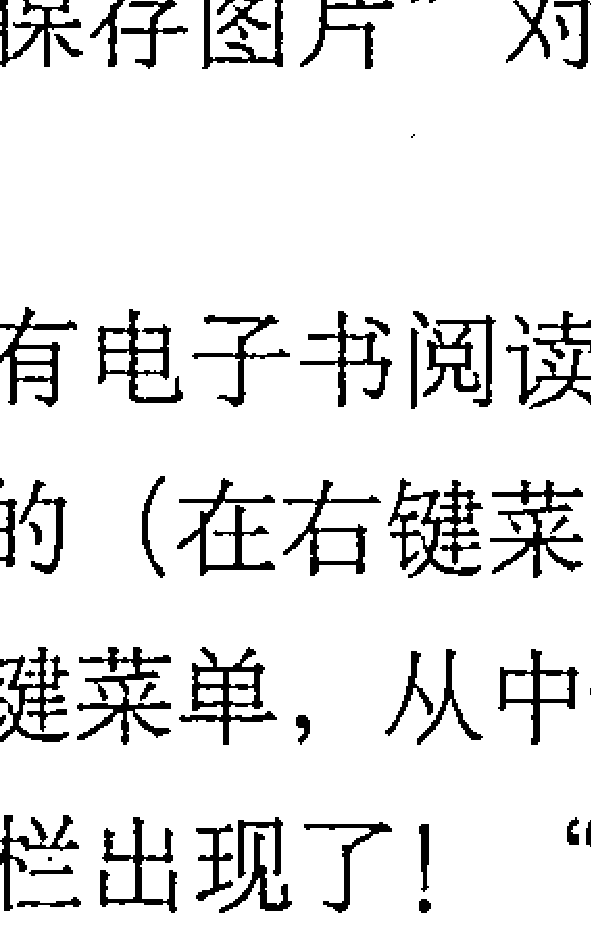 保存图片”对
有电子书阅读
的（在右键菜
键菜单，从中
栏出现了！“